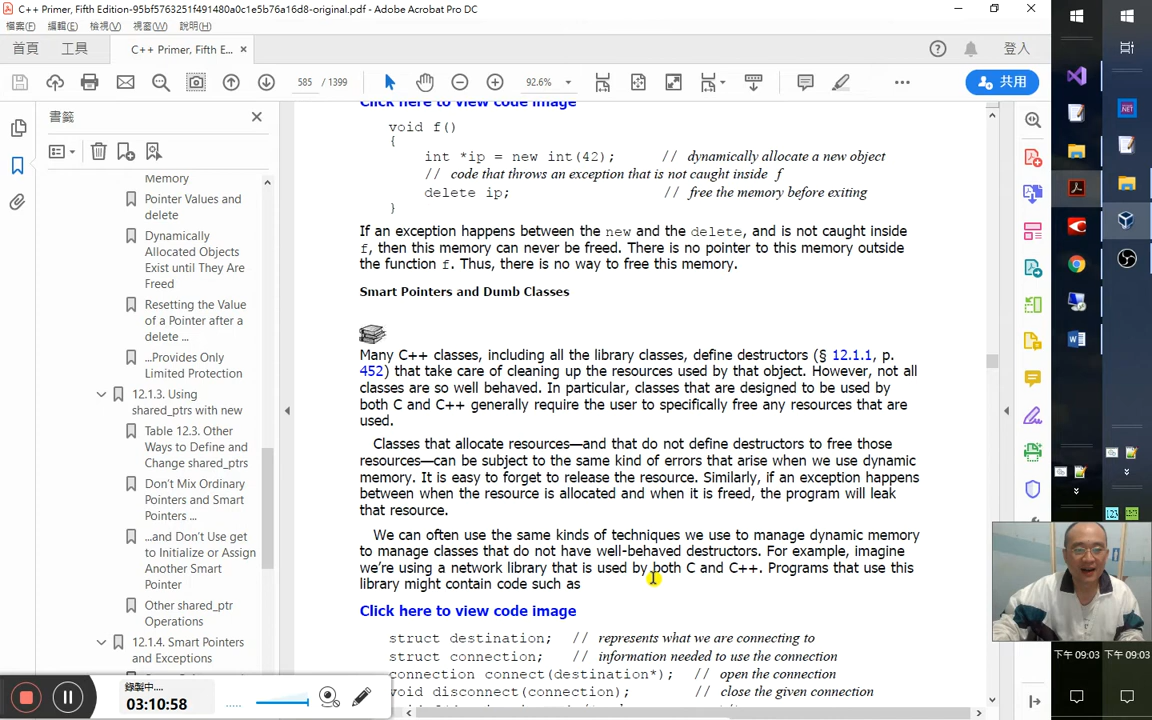 C++ Primer, Fifth Edition-95bf5763251f491480a0c1e5b76a16d8-original.pdf - Adobe Acrobat Pro DC
檔案(F) 編輯(E) 檢視(V) 視窗(W) 說明(H)
首頁 工具 C++ Primer, Fifth E... × 登入
585 / 1399 92.6% 共用
書籤
Memory
Pointer Values and
delete
Dynamically
Allocated Objects
Exist until They Are
Freed
Resetting the Value
of a Pointer after a
delete ...
...Provides Only
Limited Protection
12.1.3. Using
shared_ptrs with new
Table 12.3. Other
Ways to Define and
Change shared_ptrs
Don't Mix Ordinary
Pointers and Smart
Pointers ...
...and Don't Use get
to Initialize or Assign
Another Smart
Pointer
Other shared_ptr
Operations
12.1.4. Smart Pointers
and Exceptions
Click here to view code image
void f()
{
int *ip = new int(42); // dynamically allocate a new object
// code that throws an exception that is not caught inside f
delete ip; // free the memory before exiting
}
If an exception happens between the new and the delete, and is not caught inside
f, then this memory can never be freed. There is no pointer to this memory outside
the function f. Thus, there is no way to free this memory.
Smart Pointers and Dumb Classes
Many C++ classes, including all the library classes, define destructors (§ 12.1.1, p.
452) that take care of cleaning up the resources used by that object. However, not all
classes are so well behaved. In particular, classes that are designed to be used by
both C and C++ generally require the user to specifically free any resources that are
used.
Classes that allocate resources—and that do not define destructors to free those
resources—can be subject to the same kind of errors that arise when we use dynamic
memory. It is easy to forget to release the resource. Similarly, if an exception happens
between when the resource is allocated and when it is freed, the program will leak
that resource.
We can often use the same kinds of techniques we use to manage dynamic memory
to manage classes that do not have well-behaved destructors. For example, imagine
we're using a network library that is used by both C and C++. Programs that use this
library might contain code such as
Click here to view code image
struct destination; // represents what we are connecting to
struct connection; // information needed to use the connection
connection connect(destination*); // open the connection
void disconnect(connection); // close the given connection
錄製中...
03:10:58
.NET
123
下午 09:03 下午 09:03